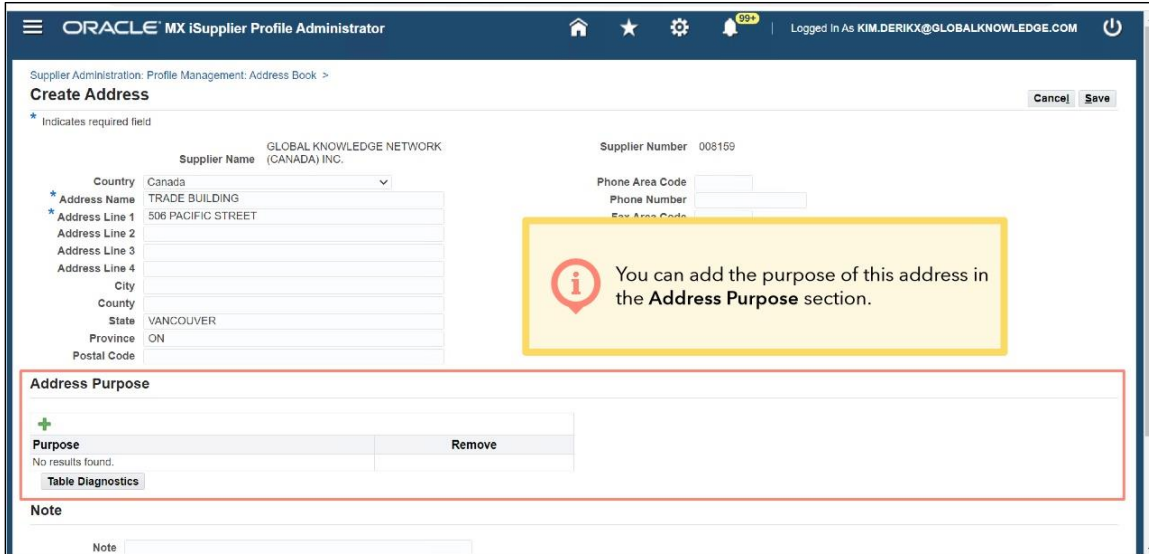 ORACLE MX iSupplier Profile Administrator
99+
Logged In As KIM.DERIKX@GLOBALKNOWLEDGE.COM
Supplier Administration: Profile Management: Address Book >
Create Address
Cancel Save
* Indicates required field
Supplier Name GLOBAL KNOWLEDGE NETWORK
(CANADA) INC.
Supplier Number 008159
Country Canada
* Address Name TRADE BUILDING
* Address Line 1 506 PACIFIC STREET
Address Line 2
Address Line 3
Address Line 4
City
County
State VANCOUVER
Province ON
Postal Code
Phone Area Code
Phone Number
Fax Area Code
You can add the purpose of this address in
the Address Purpose section.
Address Purpose
Purpose Remove
No results found.
Table Diagnostics
Note
Note